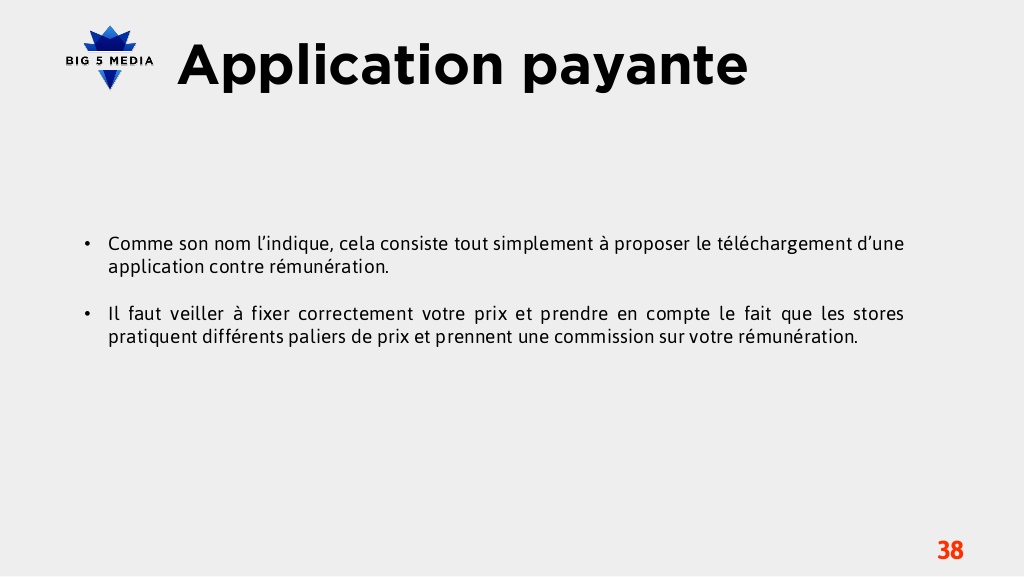 BIG 5 MEDIA
Application payante
• Comme son nom l’indique, cela consiste tout simplement à proposer le téléchargement d’une
application contre rémunération.
• Il faut veiller à fixer correctement votre prix et prendre en compte le fait que les stores
pratiquent différents paliers de prix et prennent une commission sur votre rémunération.
38